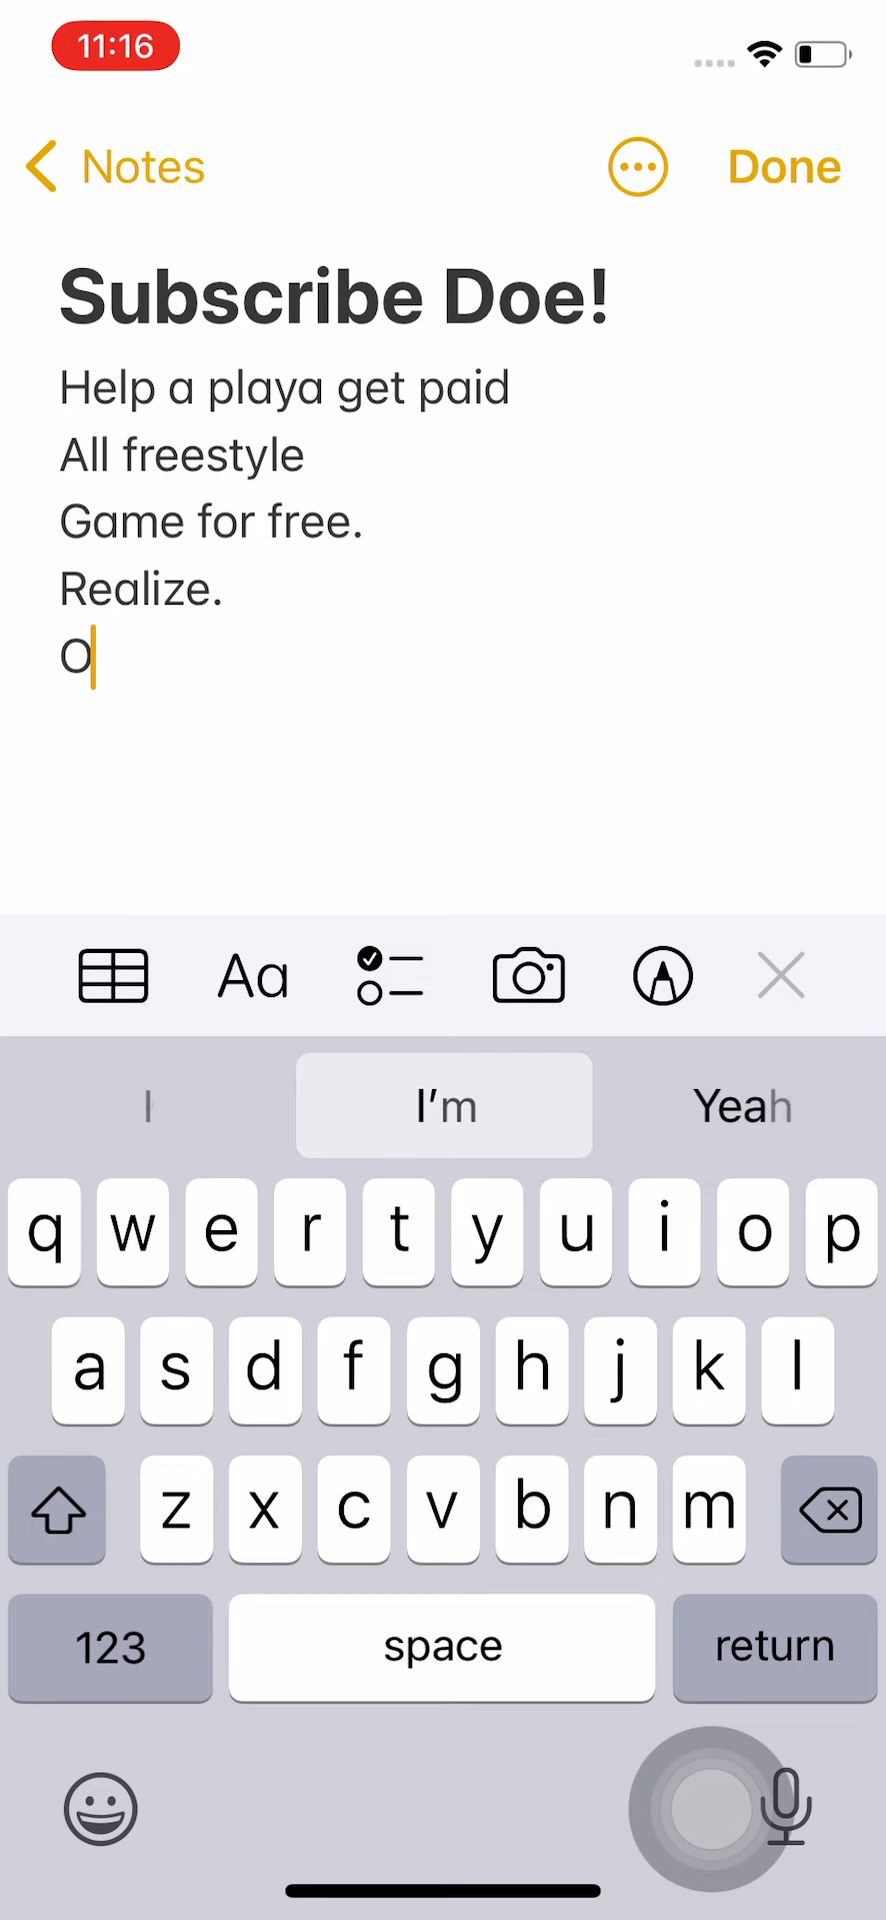 11:16
Notes
Done
Subscribe Doe!
Help a playa get paid
All freestyle
Game for free.
Realize.
O
Aa
I I'm Yeah
q w e r t y u i o p
a s d f g h j k l
z x c v b n m
123 space return